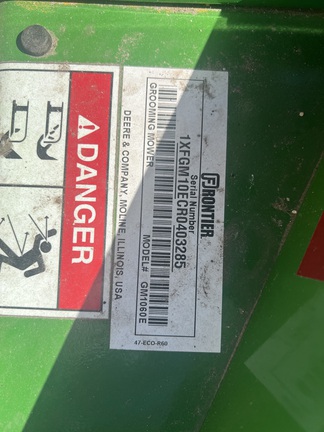 FRONTIER
Serial Number
1XFGM10ECR0403285
GROOMING MOWER
MODEL# GM1060E
DEERE & COMPANY, MOLINE, ILLINOIS, USA
47-ECO-R60
DANGER